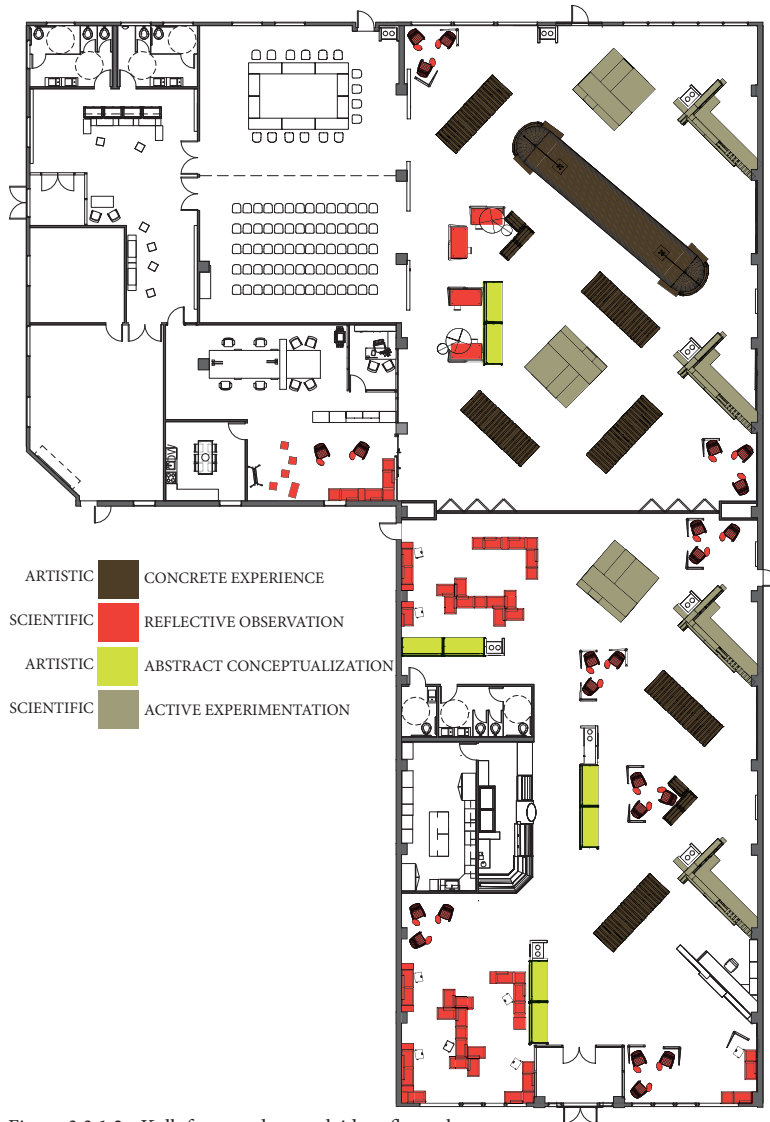 ARTISTIC CONCRETE EXPERIENCE
SCIENTIFIC REFLECTIVE OBSERVATION
ARTISTIC ABSTRACT CONCEPTUALIZATION
SCIENTIFIC ACTIVE EXPERIMENTATION